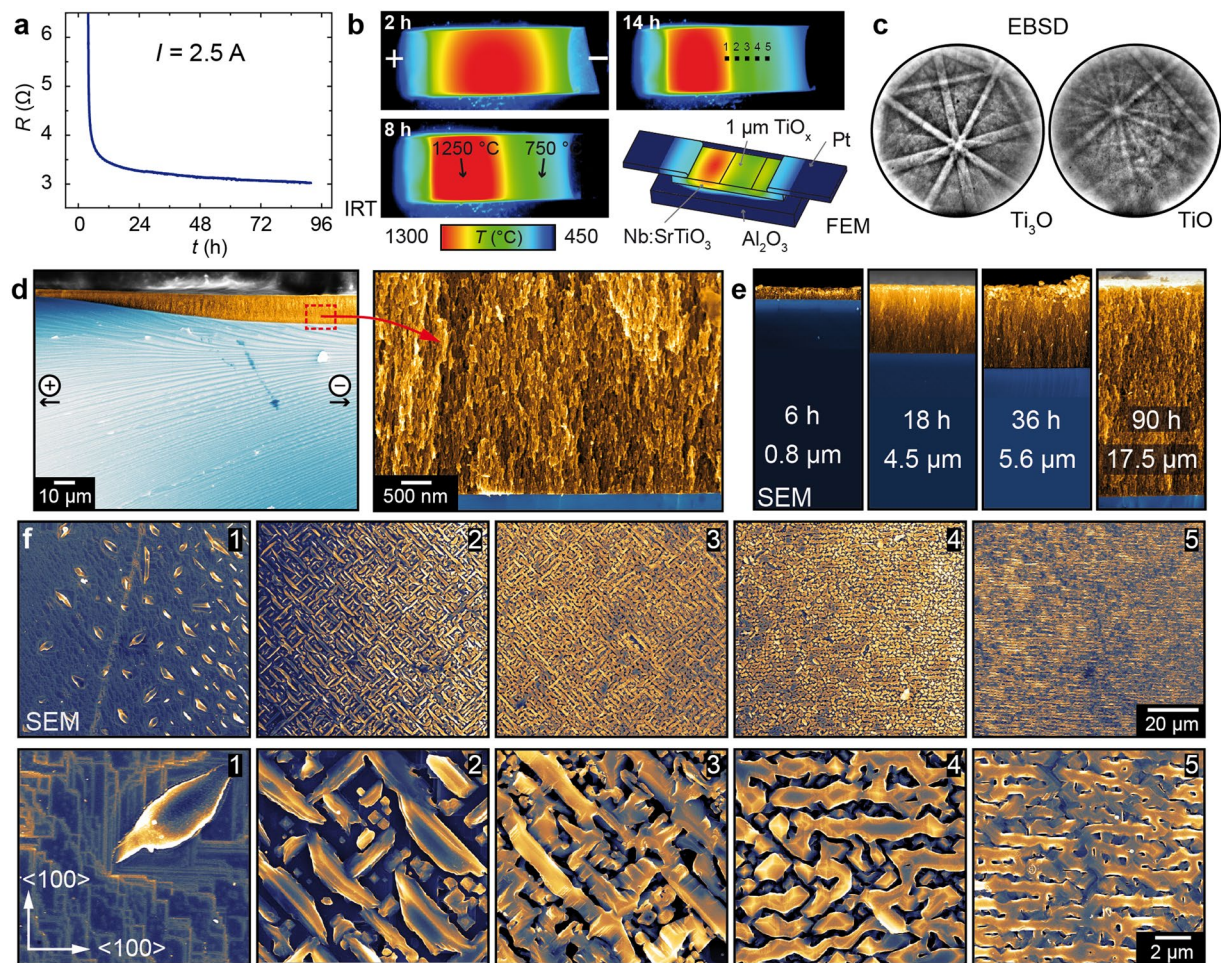 a
I = 2.5 A
R (Ω)
6
5
4
3
0 24 48 72 96
t (h)
b
2 h
+
−
14 h
1 2 3 4 5
8 h
1250 °C
750 °
IRT
1300 T (°C) 450
1 µm TiOx
Pt
Nb:SrTiO3
Al2O3
FEM
c
EBSD
Ti3O
TiO
d
+
−
10 µm
500 nm
e
6 h
0.8 µm
SEM
18 h
4.5 µm
36 h
5.6 µm
90 h
17.5 µm
f
1
2
3
4
5
SEM
20 µm
1
2
3
4
5
<100>
<100>
2 µm